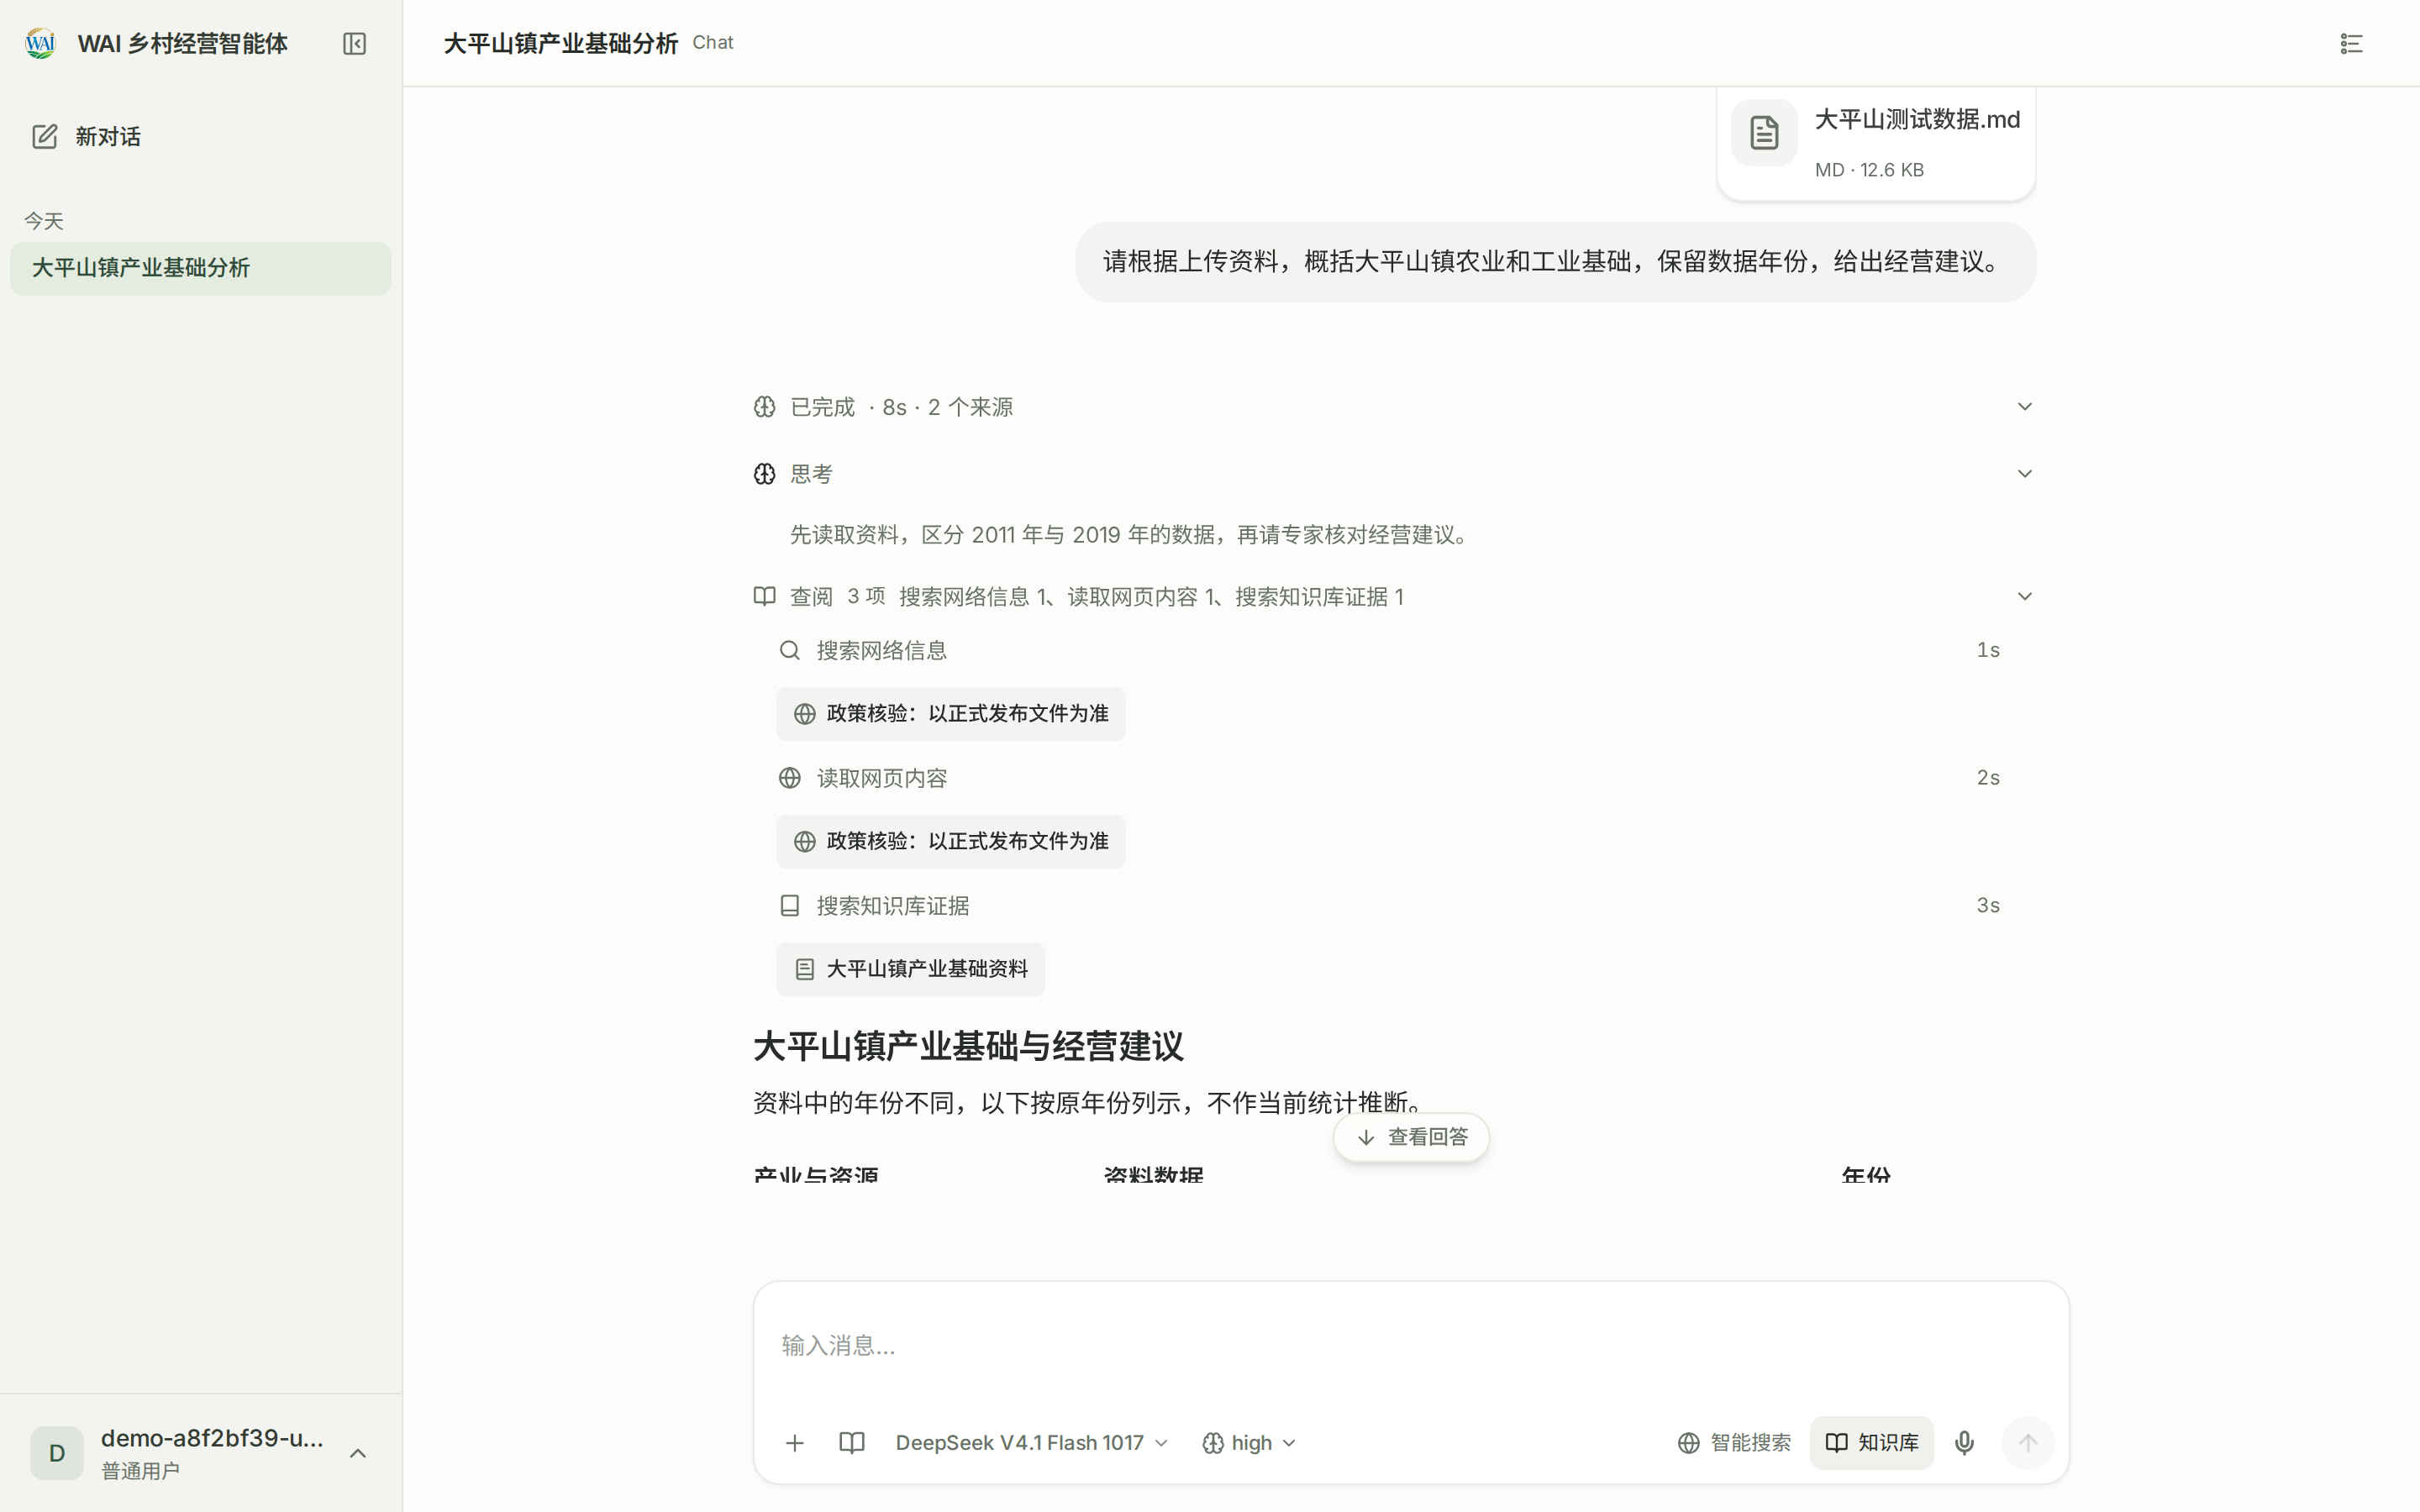 WAI 乡村经营智能体
新对话
今天
大平山镇产业基础分析
demo-a8f2bf39-u...
D
普通用户
大平山镇产业基础分析 Chat
大平山测试数据.md
MD · 12.6 KB
请根据上传资料，概括大平山镇农业和工业基础，保留数据年份，给出经营建议。
已完成 · 8s · 2 个来源
思考
先读取资料，区分 2011 年与 2019 年的数据，再请专家核对经营建议。
查阅 3 项 搜索网络信息 1、读取网页内容 1、搜索知识库证据 1
搜索网络信息 1s
政策核验：以正式发布文件为准
读取网页内容 2s
政策核验：以正式发布文件为准
搜索知识库证据 3s
大平山镇产业基础资料
大平山镇产业基础与经营建议
资料中的年份不同，以下按原年份列示，不作当前统计推断。
查看回答
产业与资源 资料数据 年份
输入消息...
DeepSeek V4.1 Flash 1017 high 智能搜索 知识库